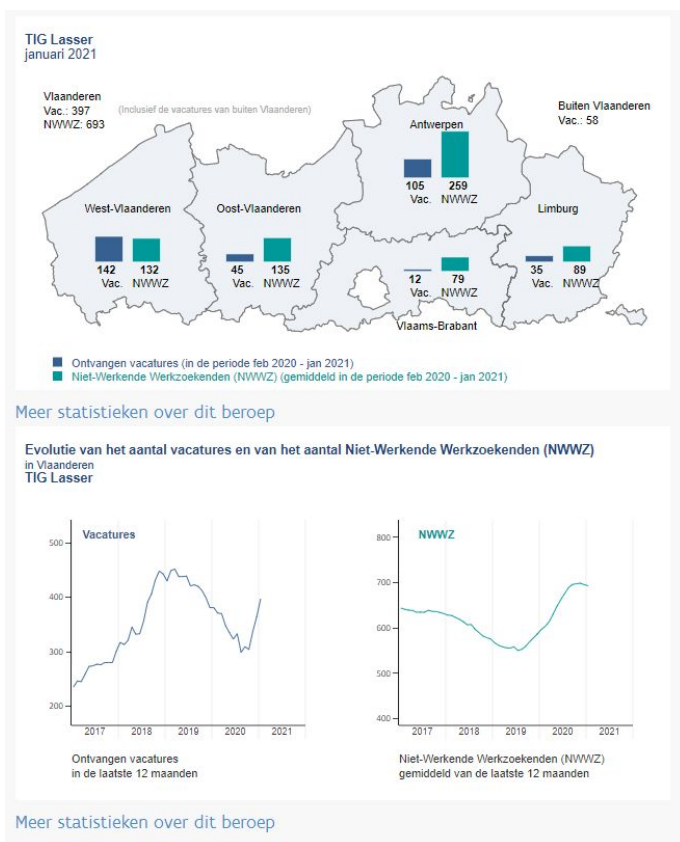 TIG Lasser
januari 2021
Vlaanderen
Vac.: 397
NWWZ: 693
(Inclusief de vacatures van buiten Vlaanderen)
Buiten Vlaanderen
Vac.: 58
Antwerpen
105 259
Vac. NWWZ
West-Vlaanderen
142 132
Vac. NWWZ
Oost-Vlaanderen
45 135
Vac. NWWZ
12 79
Vac. NWWZ
Vlaams-Brabant
Limburg
35 89
Vac. NWWZ
Ontvangen vacatures (in de periode feb 2020 - jan 2021)
Niet-Werkende Werkzoekenden (NWWZ) (gemiddeld in de periode feb 2020 - jan 2021)
Meer statistieken over dit beroep
Evolutie van het aantal vacatures en van het aantal Niet-Werkende Werkzoekenden (NWWZ)
in Vlaanderen
TIG Lasser
Vacatures
500
400
300
200
2017 2018 2019 2020 2021
Ontvangen vacatures
in de laatste 12 maanden
NWWZ
800
700
600
500
400
2017 2018 2019 2020 2021
Niet-Werkende Werkzoekenden (NWWZ)
gemiddeld van de laatste 12 maanden
Meer statistieken over dit beroep